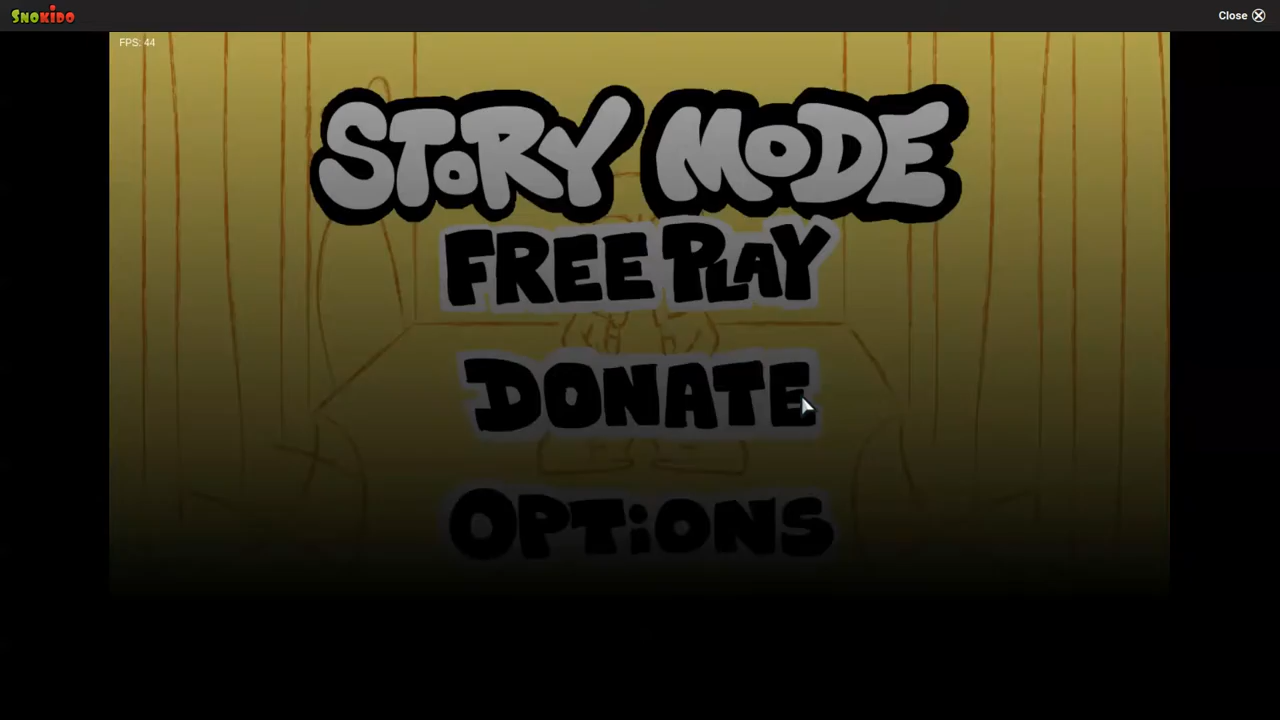 SNOKIDO
Close
FPS: 44
STORY MODE
FREE PLAY
DONATE
OPTiONS